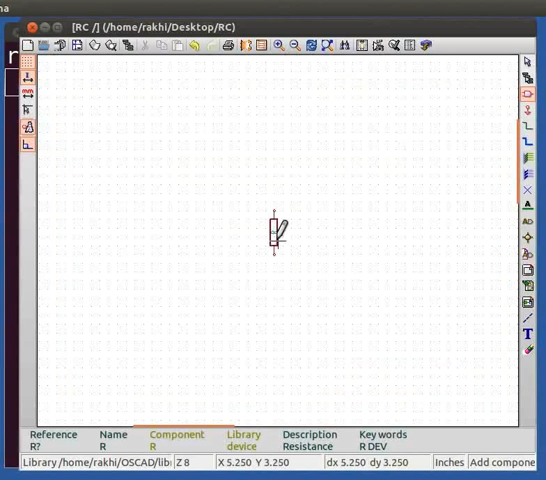 na
[RC /] (/home/rakhi/Desktop/RC)
Reference Name Component Library Description Key words
R? R R device Resistance R DEV
Library /home/rakhi/OSCAD/lib Z 8 X 5.250 Y 3.250 dx 5.250 dy 3.250 Inches Add compone